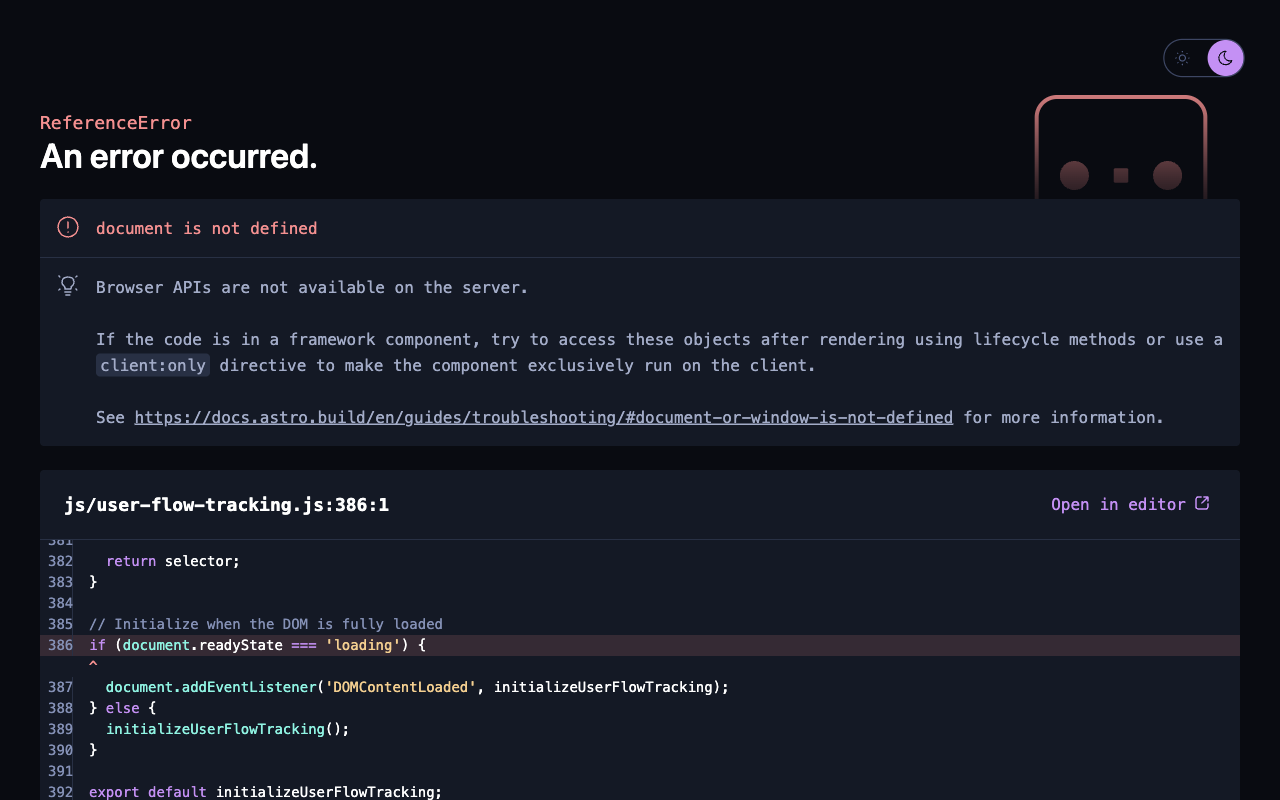 ReferenceError
An error occurred.
document is not defined
Browser APIs are not available on the server.
If the code is in a framework component, try to access these objects after rendering using lifecycle methods or use a
client:only directive to make the component exclusively run on the client.
See https://docs.astro.build/en/guides/troubleshooting/#document-or-window-is-not-defined for more information.
js/user-flow-tracking.js:386:1
Open in editor
381
382 return selector;
383 }
384
385 // Initialize when the DOM is fully loaded
386 if (document.readyState === 'loading') {
^
387 document.addEventListener('DOMContentLoaded', initializeUserFlowTracking);
388 } else {
389 initializeUserFlowTracking();
390 }
391
392 export default initializeUserFlowTracking;